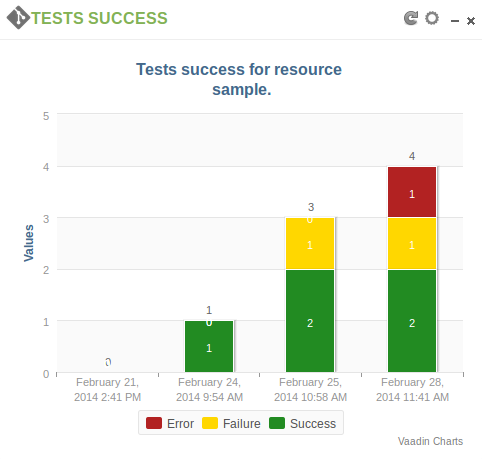 TESTS SUCCESS
Tests success for resource
sample.
Values
5
4
3
2
1
0
0
1
0
1
3
0
1
2
4
1
1
2
February 21,
2014 2:41 PM
February 24,
2014 9:54 AM
February 25,
2014 10:58 AM
February 28,
2014 11:41 AM
Error
Failure
Success
Vaadin Charts